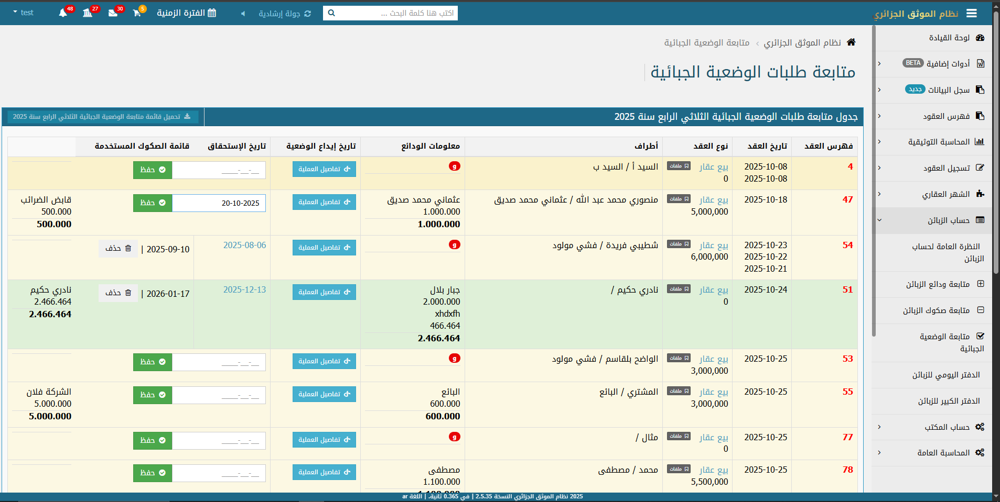 نظام الموثق الجزائري
اكتب هنا كلمة البحث ...
جولة إرشادية
الفترة الزمنية
5
30
27
48
test
لوحة القيادة
أدوات إضافية BETA
سجل البيانات جديد
فهرس العقود
المحاسبة التوثيقية
تسجيل العقود
الشهر العقاري
حساب الزبائن
النظرة العامة لحساب
الزبائن
متابعة ودائع الزبائن
متابعة صكوك الزبائن
متابعة الوضعية
الجبائية
الدفتر اليومي للزبائن
الدفتر الكبير للزبائن
حساب المكتب
المحاسبة العامة
نظام الموثق الجزائري › متابعة الوضعية الجبائية
متابعة طلبات الوضعية الجبائية
جدول متابعة طلبات الوضعية الجبائية الثلاثي الرابع سنة 2025
تحميل قائمة متابعة الوضعية الجبائية الثلاثي الرابع سنة 2025
فهرس العقد تاريخ العقد نوع العقد أطراف معلومات الودائع تاريخ إيداع الوضعية تاريخ الإستحقاق قائمة الصكوك المستخدمة
4 2025-10-08 بيع عقار ملفات السيد أ / السيد ب و تفاصيل العملية __-__-____ حفظ
2025-10-08 0
47 2025-10-18 بيع عقار ملفات منصوري محمد عبد الله / عثماني محمد صديق عثماني محمد صديق تفاصيل العملية 20-10-2025 حفظ قابض الضرائب
5,000,000 1.000.000 500.000
1.000.000 500.000
54 2025-10-23 بيع عقار ملفات شطيبي فريدة / فشي مولود و تفاصيل العملية 2025-08-06 2025-09-10 | حذف
2025-10-22 6,000,000
2025-10-21
51 2025-10-24 بيع عقار ملفات نادري حكيم / جبار بلال تفاصيل العملية 2025-12-13 2026-01-17 | حذف نادري حكيم
0 2.000.000 2.466.464
xhdxfh 2.466.464
466.464
2.466.464
53 2025-10-25 بيع عقار ملفات الواضح بلقاسم / فشي مولود و تفاصيل العملية __-__-____ حفظ
3,000,000
55 2025-10-25 بيع عقار ملفات المشتري / البائع البائع تفاصيل العملية __-__-____ حفظ الشركة فلان
3,000,000 600.000 5.000.000
600.000 5.000.000
77 2025-10-25 بيع عقار ملفات مثال / و تفاصيل العملية __-__-____ حفظ
0
78 2025-10-25 بيع عقار ملفات محمد / مصطفى مصطفى تفاصيل العملية __-__-____ حفظ
5,500,000 1.100.000
2025 نظام الموثق الجزائري النسخة 2.5.35 | في 0.365 ثانية. | اللغة ar